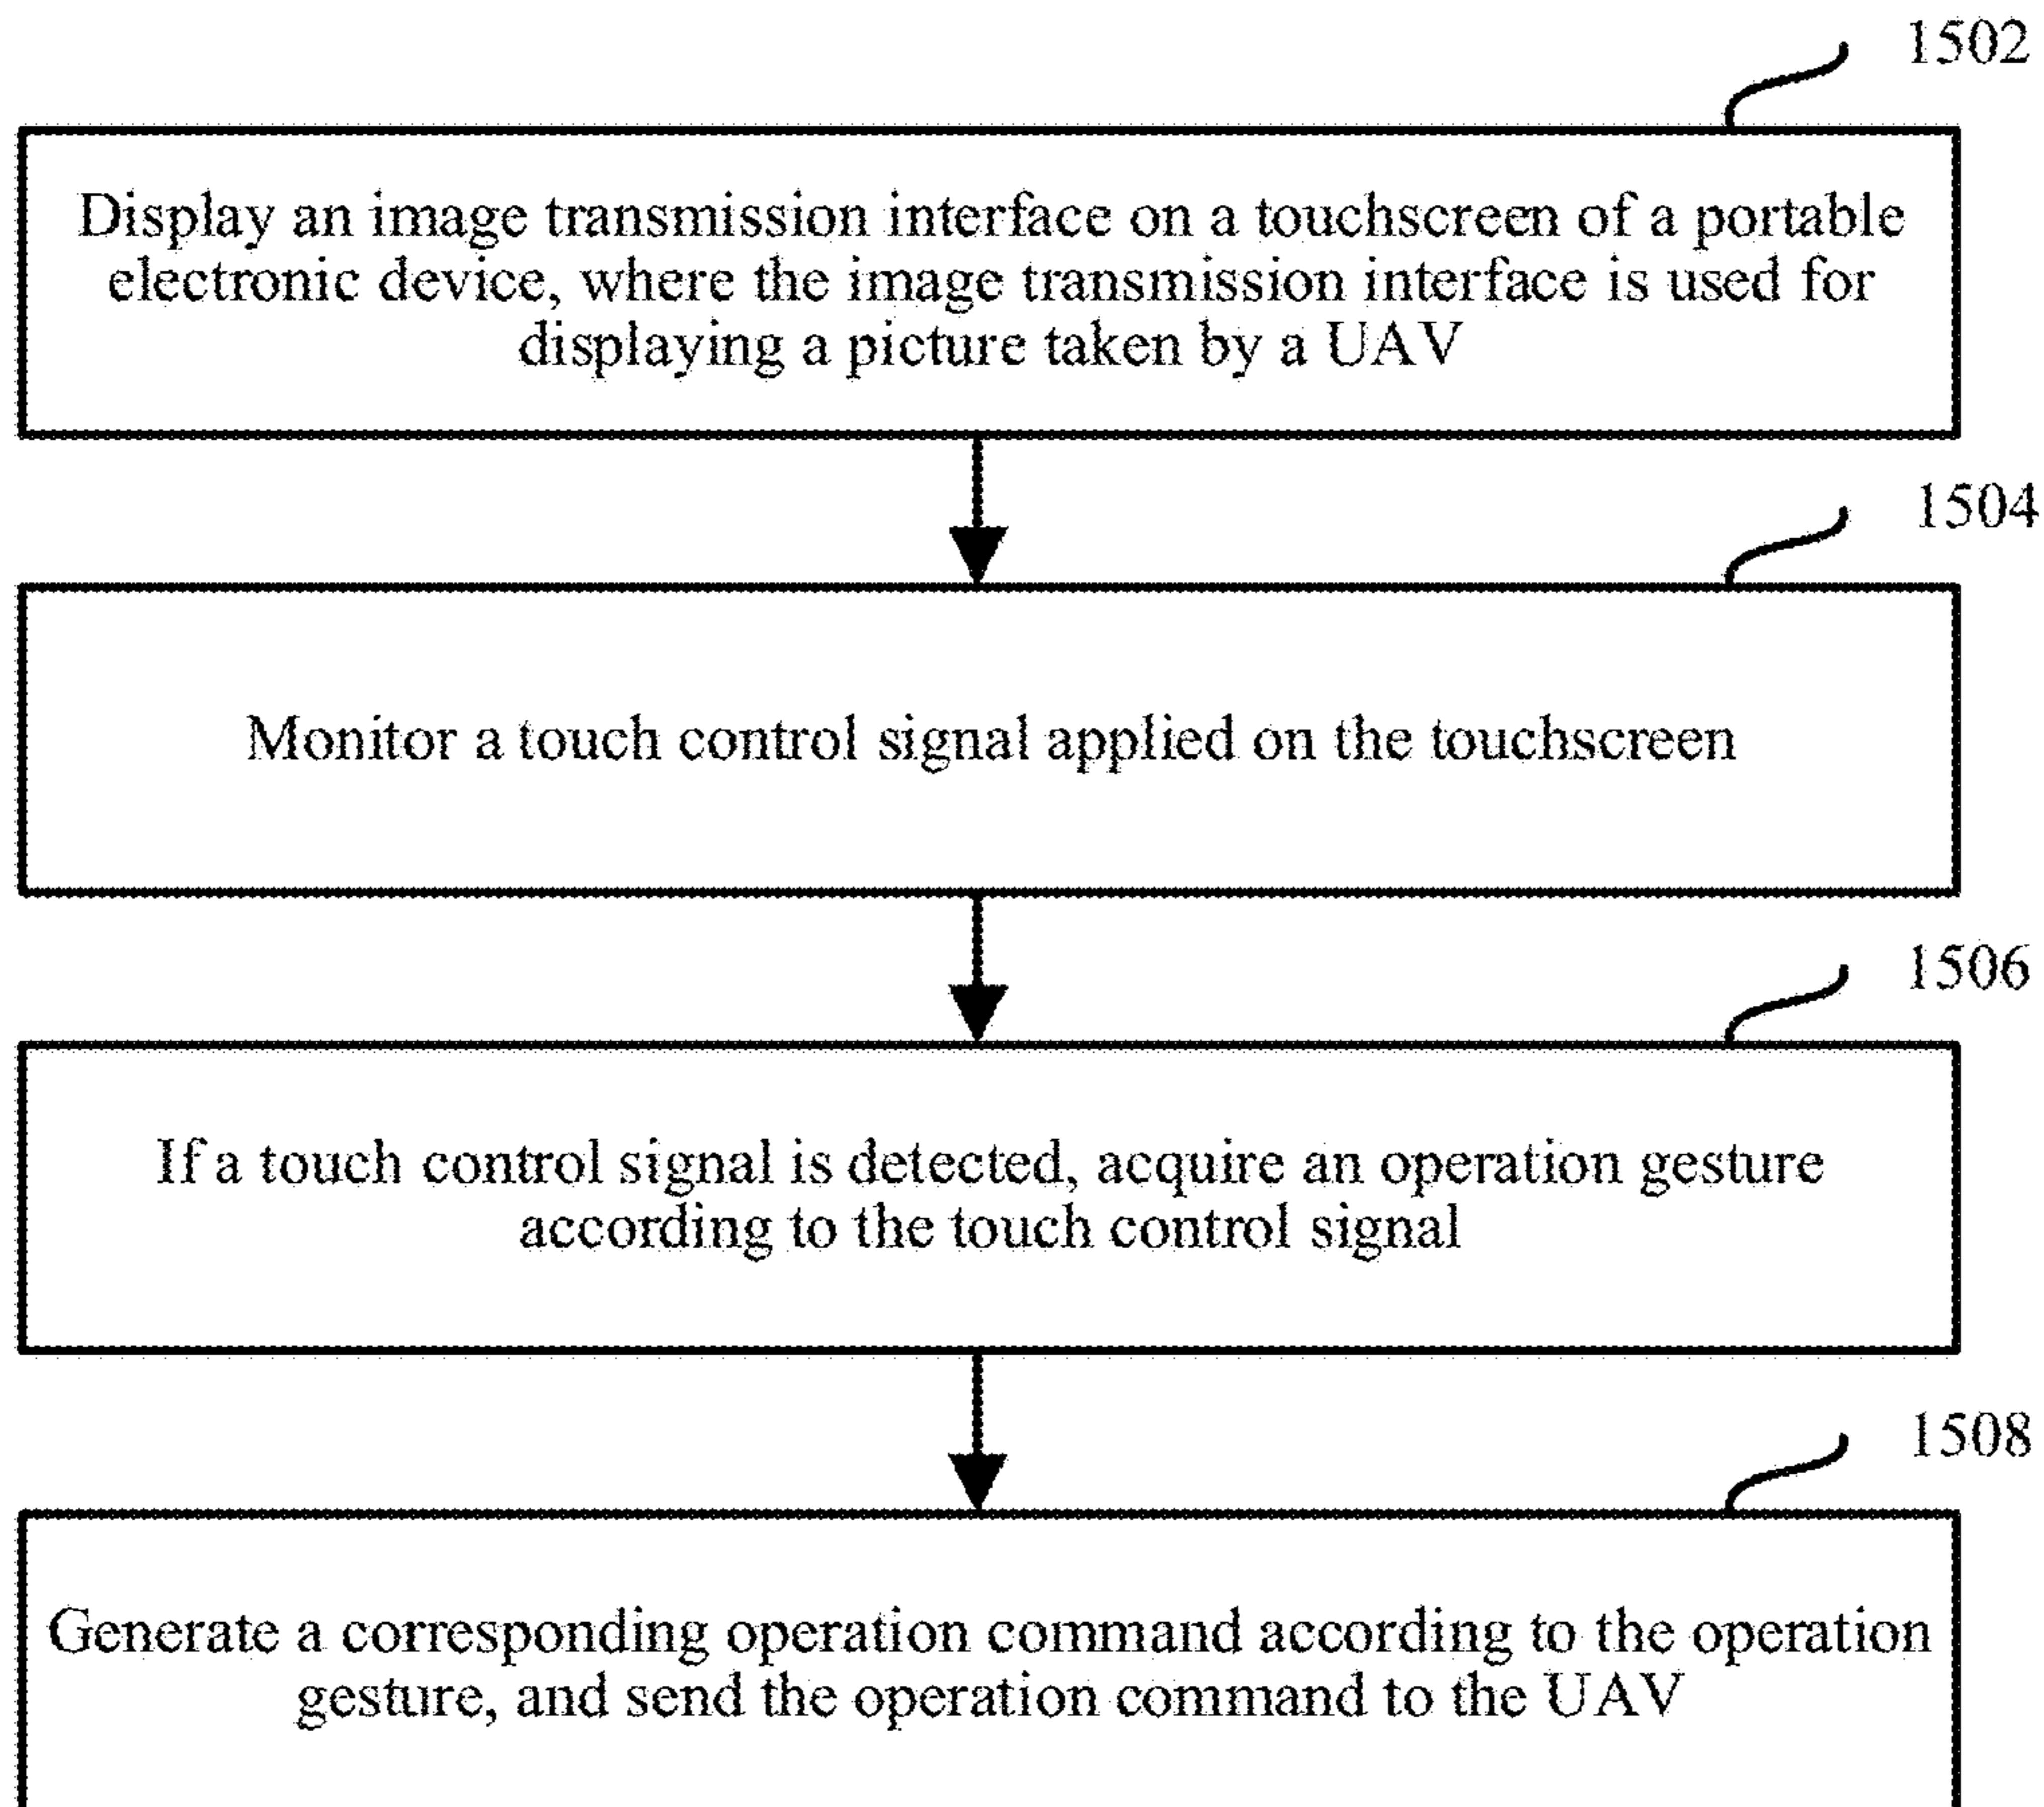 1502
Display an image transmission interface on a touchscreen of a portable
electronic device, where the image transmission interface is used for
displaying a picture taken by a UAV
1504
Monitor a touch control signal applied on the touchscreen
1506
If a touch control signal is detected, acquire an operation gesture
according to the touch control signal
1508
Generate a corresponding operation command according to the operation
gesture, and send the operation command to the UAV